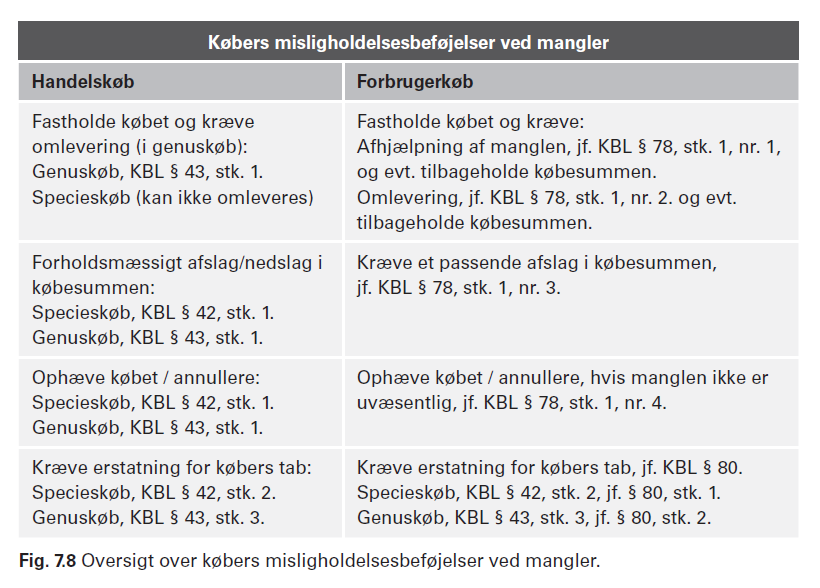 Købers misligholdelsesbeføjelser ved mangler
Handelskøb
Forbrugerkøb
Fastholde købet og kræve
omlevering (i genuskøb):
Genuskøb, KBL § 43, stk. 1.
Specieskøb (kan ikke omleveres)
Fastholde købet og kræve:
Afhjælpning af manglen, jf. KBL § 78, stk. 1, nr. 1,
og evt. tilbageholde købesummen.
Omlevering, jf. KBL § 78, stk. 1, nr. 2. og evt.
tilbageholde købesummen.
Forholdsmæssigt afslag/nedslag i
købesummen:
Specieskøb, KBL § 42, stk. 1.
Genuskøb, KBL § 43, stk. 1.
Kræve et passende afslag i købesummen,
jf. KBL § 78, stk. 1, nr. 3.
Ophæve købet / annullere:
Specieskøb, KBL § 42, stk. 1.
Genuskøb, KBL § 43, stk. 1.
Ophæve købet / annullere, hvis manglen ikke er
uvæsentlig, jf. KBL § 78, stk. 1, nr. 4.
Kræve erstatning for købers tab:
Specieskøb, KBL § 42, stk. 2.
Genuskøb, KBL § 43, stk. 3.
Kræve erstatning for købers tab, jf. KBL § 80.
Specieskøb, KBL § 42, stk. 2, jf. § 80, stk. 1.
Genuskøb, KBL § 43, stk. 3, jf. § 80, stk. 2.
Fig. 7.8 Oversigt over købers misligholdelsesbeføjelser ved mangler.